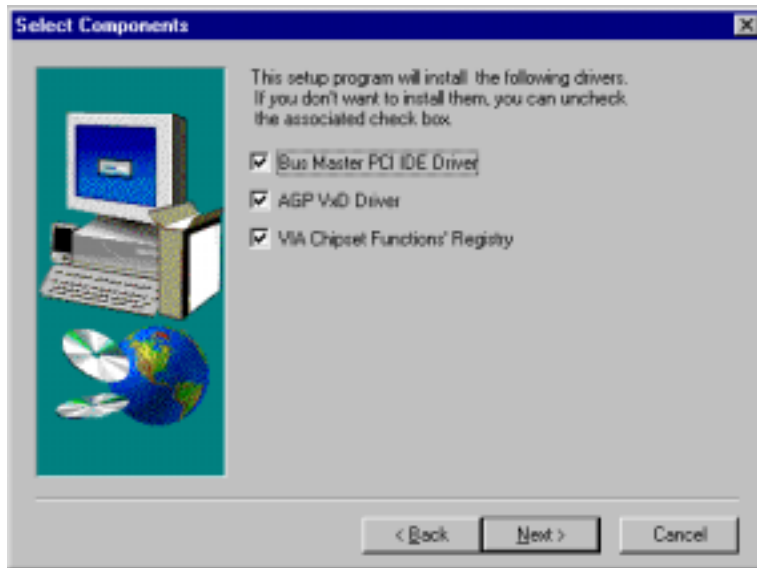 Select Components
This setup program will install the following drivers.
If you don't want to install them, you can uncheck
the associated check box.
Bus Master PCI IDE Driver
AGP VxD Driver
VIA Chipset Functions' Registry
< Back
Next >
Cancel